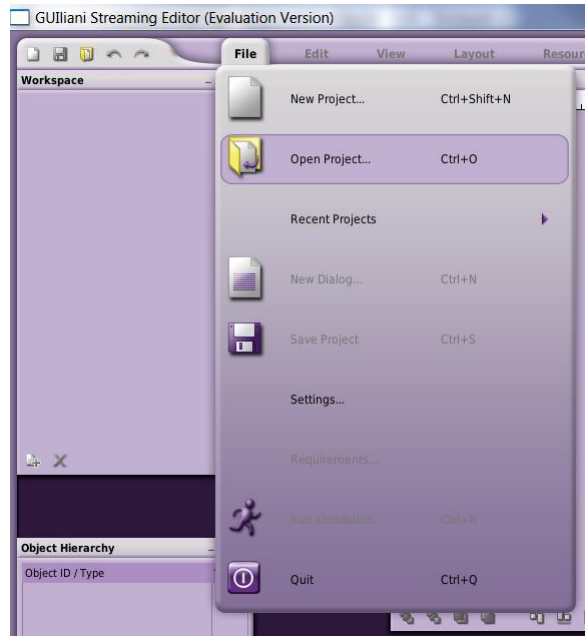 GUIliani Streaming Editor (Evaluation Version)
File Edit View Layout Resour
Workspace
New Project... Ctrl+Shift+N
Open Project... Ctrl+O
Recent Projects
New Dialog... Ctrl+N
Save Project Ctrl+S
Settings...
Requirements...
Run simulation... Ctrl+R
Quit Ctrl+Q
Object Hierarchy
Object ID / Type